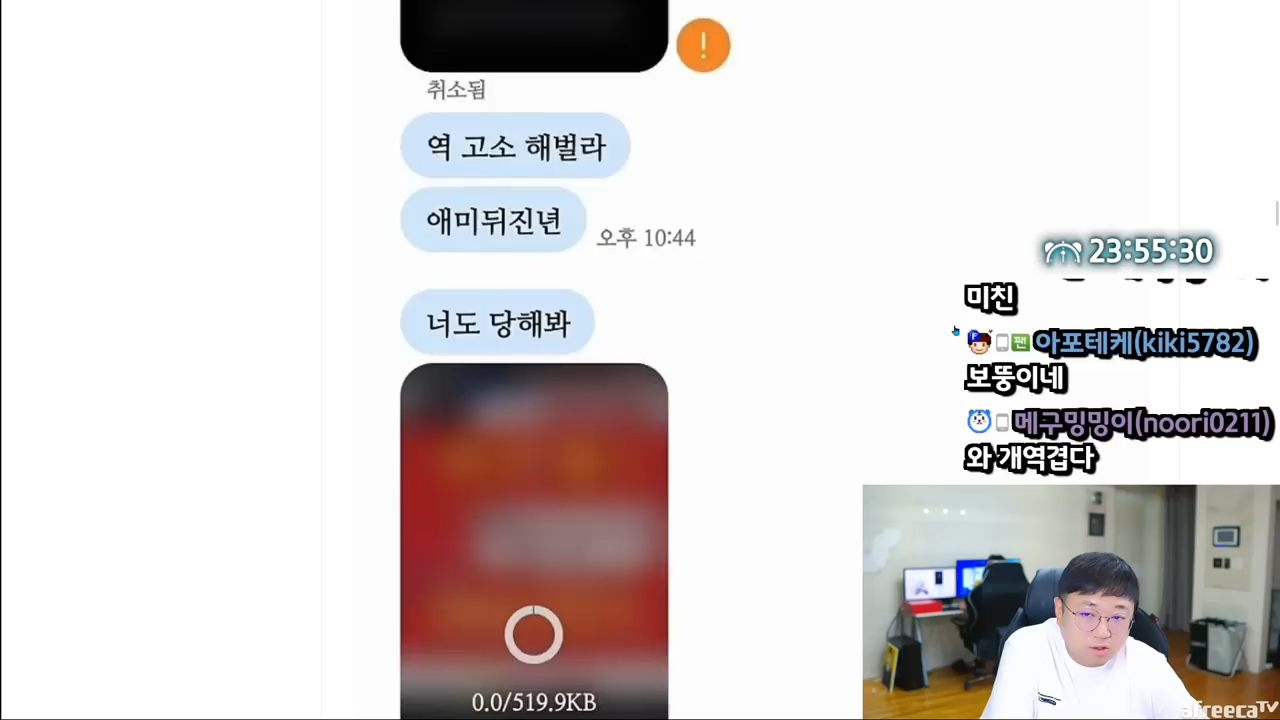 !
취소됨
역 고소 해벌라
애미뒤진년
오후 10:44
너도 당해봐
0.0/519.9KB
23:55:30
미친
팬 아포테케(kiki5782)
보뚱이네
메구밍밍이(noori0211)
와 개역겹다
afreecaTV